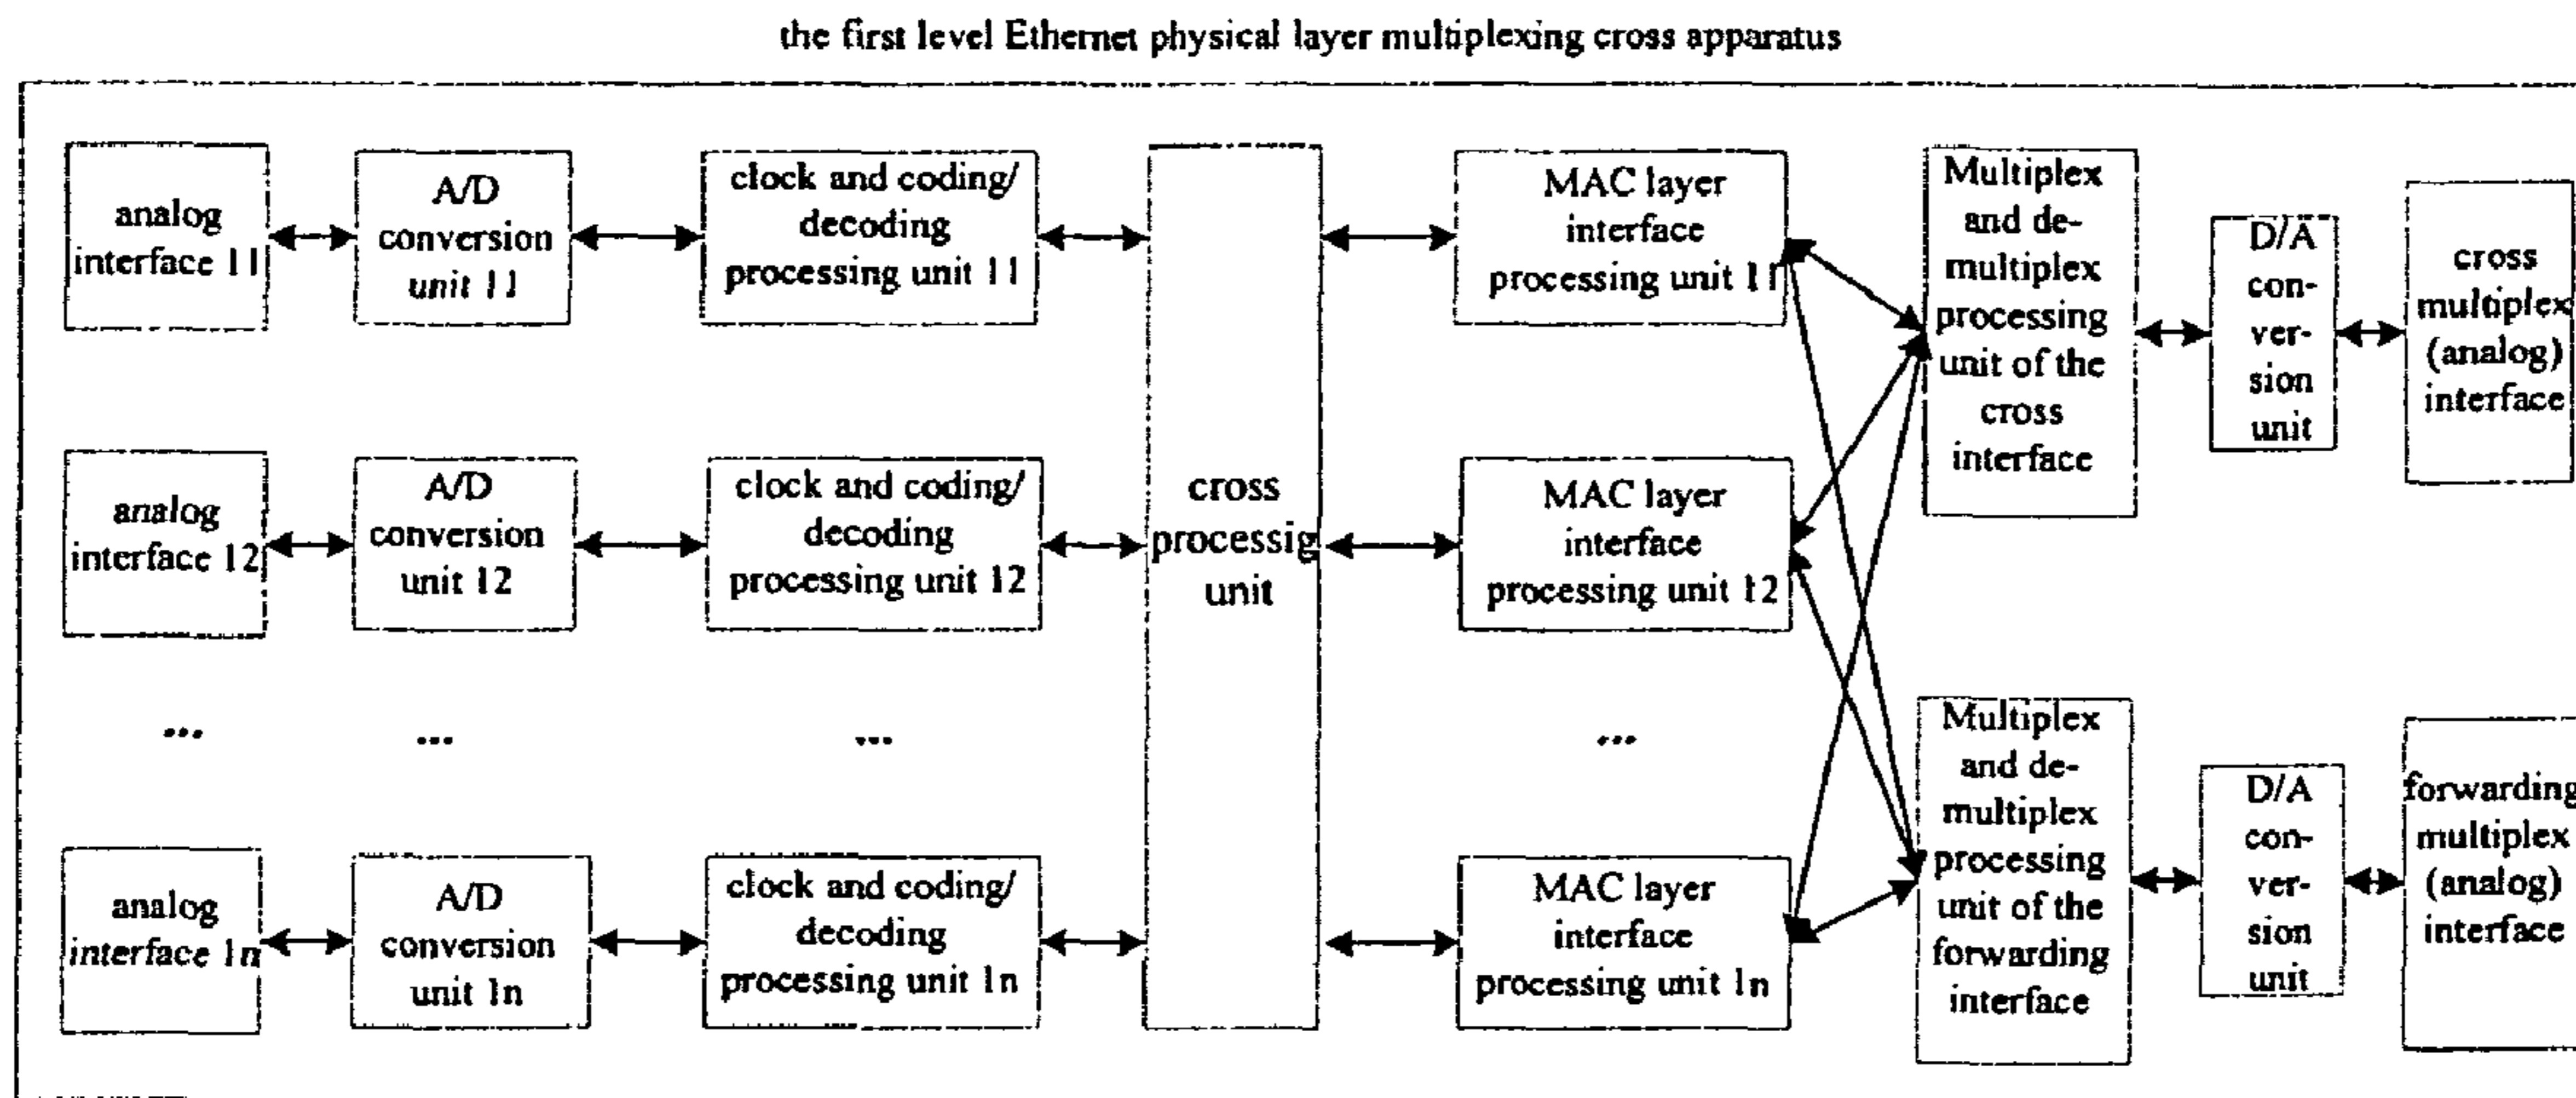 the first level Ethernet physical layer multiplexing cross apparatus
analog
interface 11
A/D
conversion
unit 11
clock and coding/
decoding
processing unit 11
cross
processig
unit
MAC layer
interface
processing unit 11
Multiplex
and de-
multiplex
processing
unit of the
cross
interface
D/A
con-
ver-
sion
unit
cross
multiplex
(analog)
interface
analog
interface 12
A/D
conversion
unit 12
clock and coding/
decoding
processing unit 12
MAC layer
interface
processing unit 12
...
...
...
...
analog
interface 1n
A/D
conversion
unit 1n
clock and coding/
decoding
processing unit 1n
MAC layer
interface
processing unit 1n
Multiplex
and de-
multiplex
processing
unit of the
forwarding
interface
D/A
con-
ver-
sion
unit
forwarding
multiplex
(analog)
interface